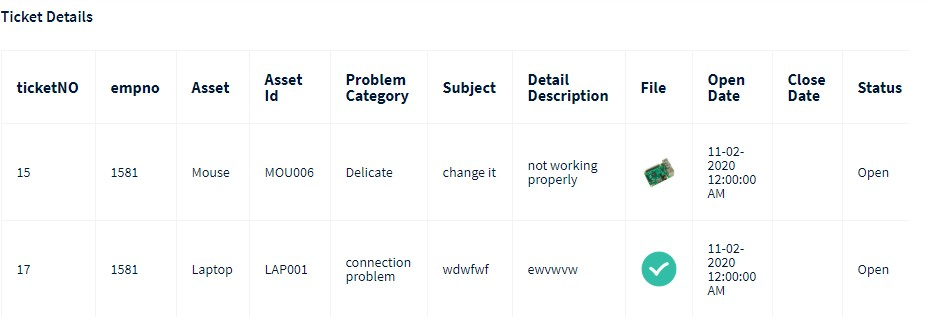 Ticket Details
ticketNO empno Asset Asset Id Problem Category Subject Detail Description File Open Date Close Date Status
15 1581 Mouse MOU006 Delicate change it not working properly 11-02-2020 12:00:00 AM Open
17 1581 Laptop LAP001 connection problem wdwfwf ewvwvw 11-02-2020 12:00:00 AM Open